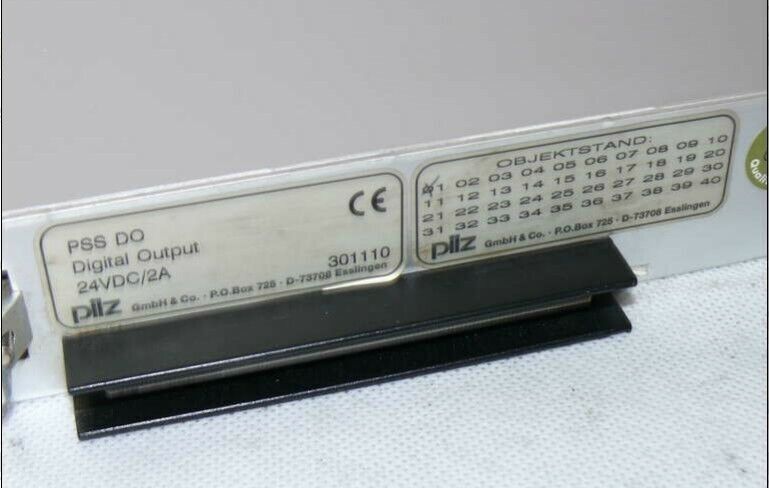 PSS DO
Digital Output
24VDC/2A
301110
CE
pilz GmbH & Co. · P.O.Box 725 · D-73708 Esslingen
OBJEKTSTAND:
01 02 03 04 05 06 07 08 09 10
11 12 13 14 15 16 17 18 19 20
21 22 23 24 25 26 27 28 29 30
31 32 33 34 35 36 37 38 39 40
pilz GmbH & Co. · P.O.Box 725 · D-73708 Esslingen